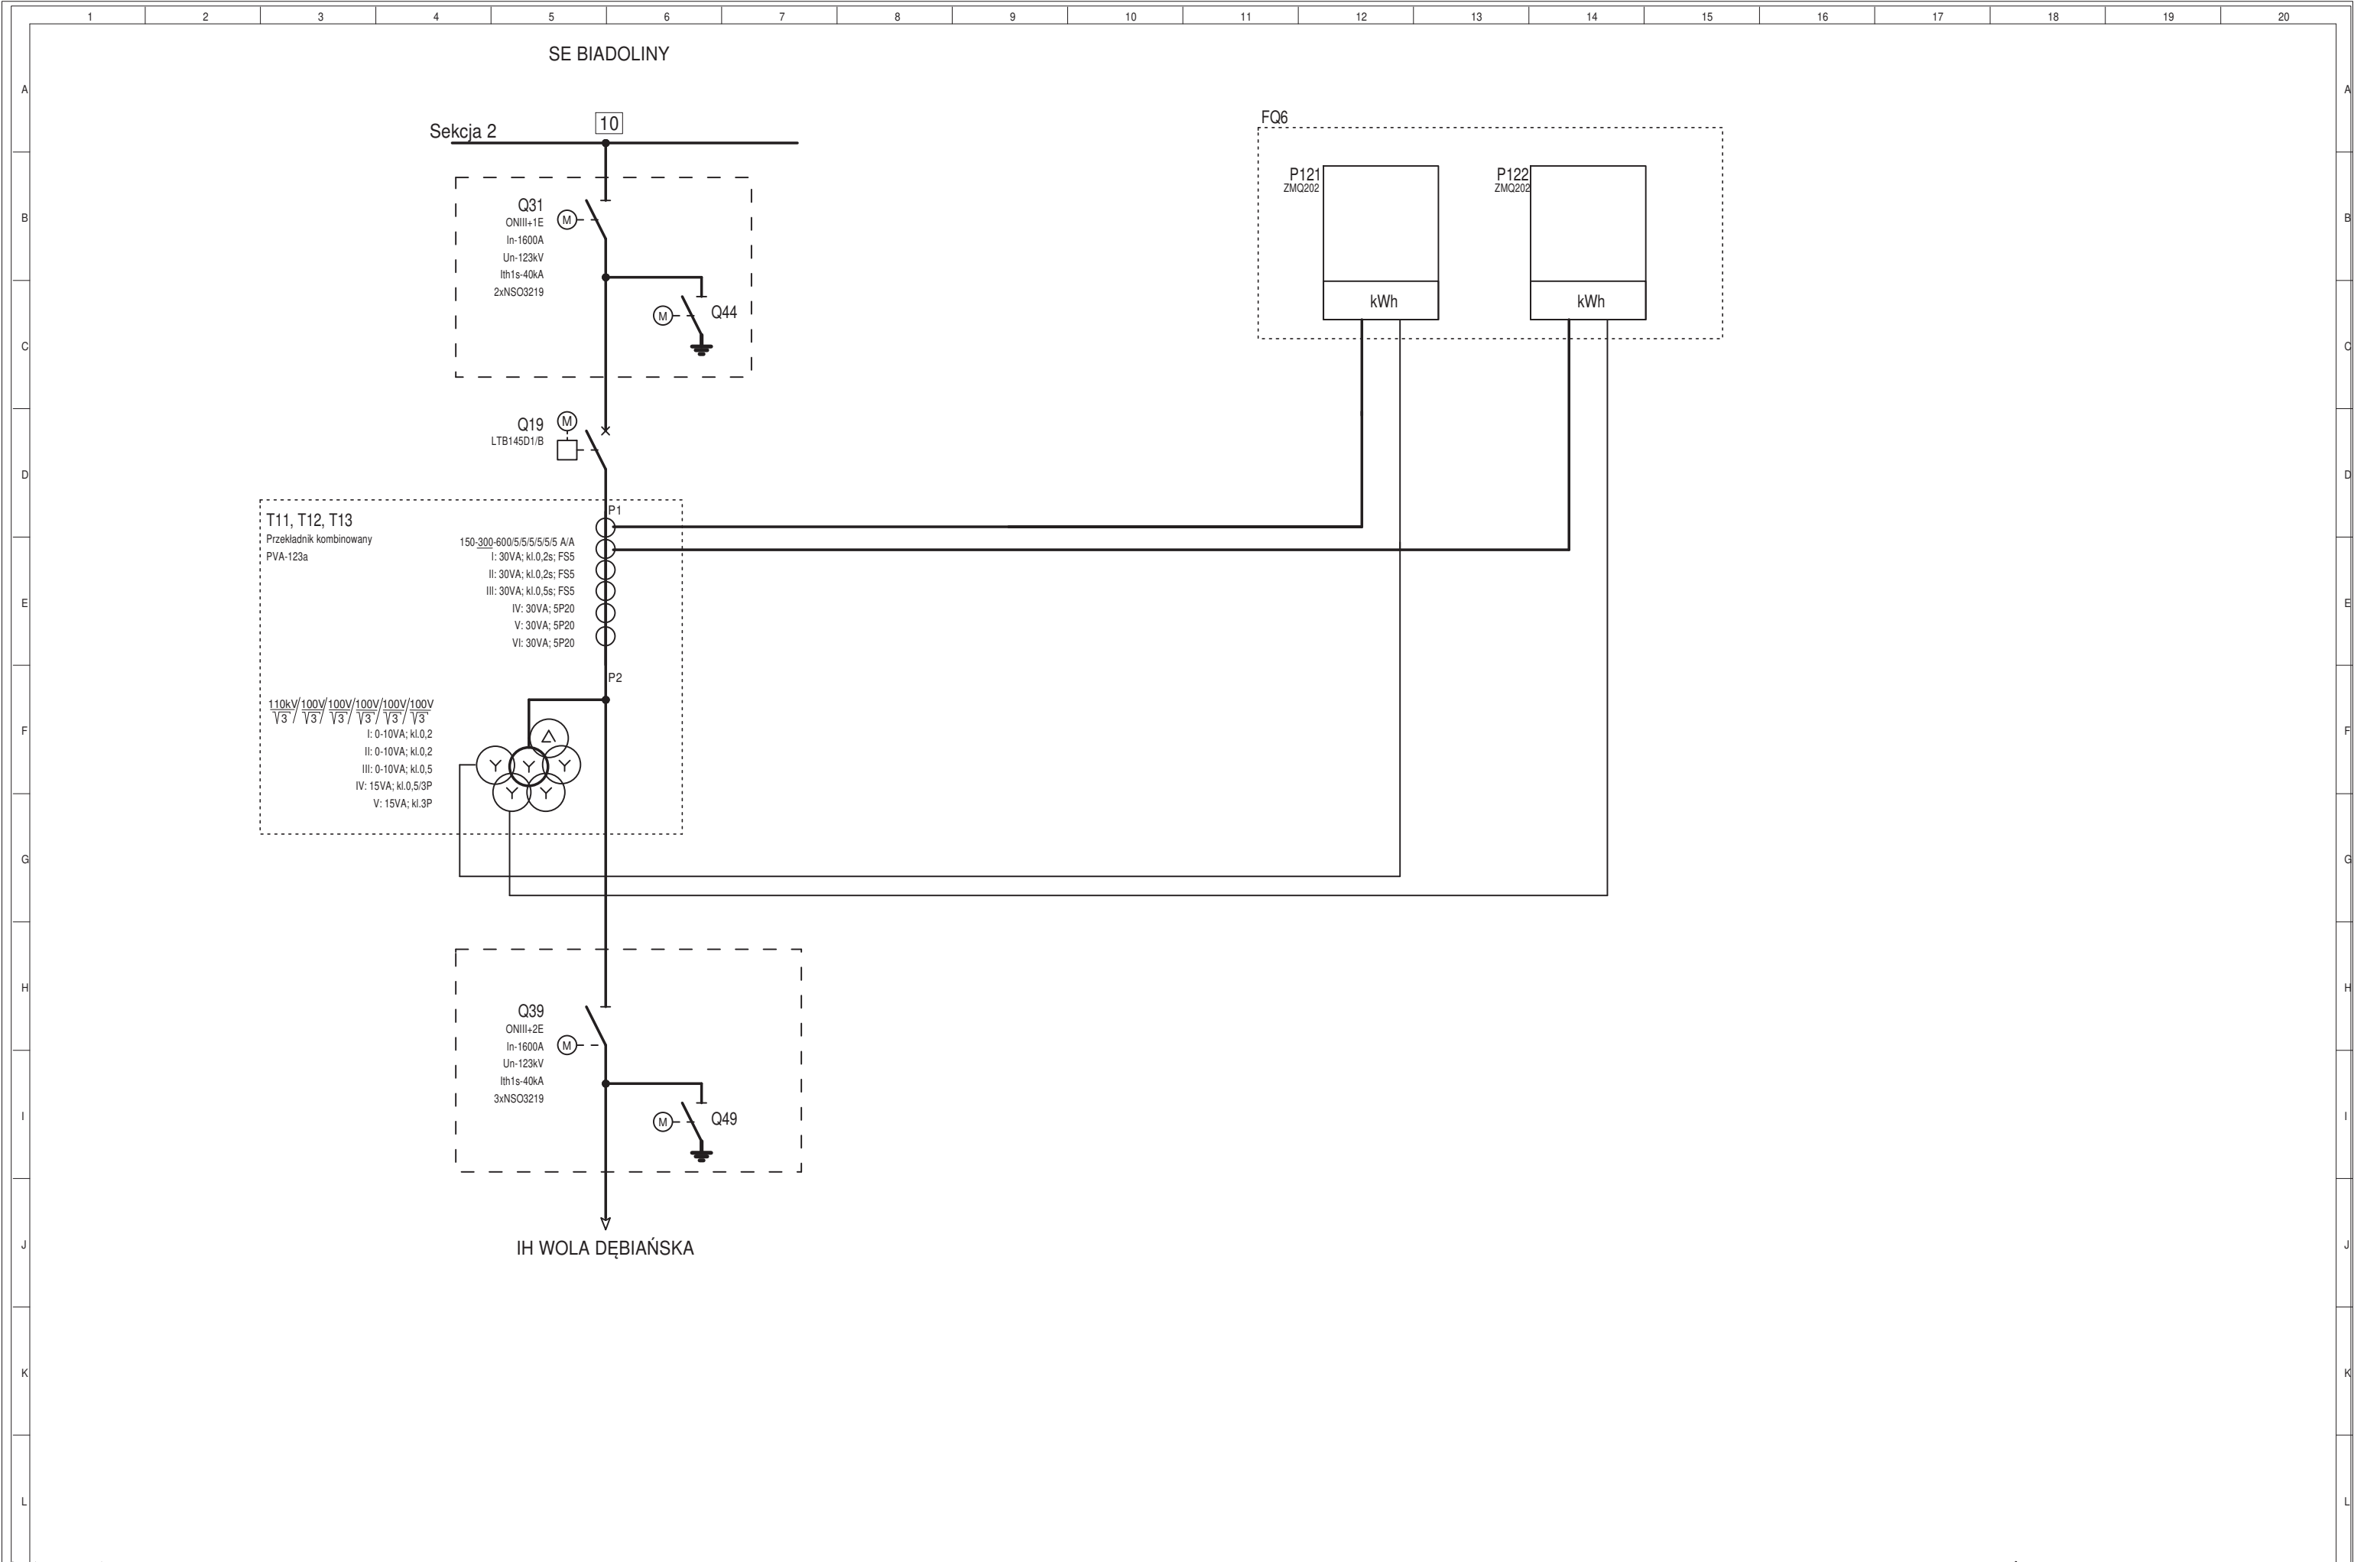 1 2 3 4 5 6 7 8 9 10 11 12 13 14 15 16 17 18 19 20
SE BIADOLINY
A A
Sekcja 2
10
FQ6
P121
ZMQ202
kWh
P122
ZMQ202
kWh
B B
Q31
ONIII+1E
In-1600A
Un-123kV
Ith1s-40kA
2xNSO3219
M
M
Q44
C C
Q19
LTB145D1/B
M
D D
T11, T12, T13
Przekładnik kombinowany
PVA-123a
P1
150-300-600/5/5/5/5/5/5 A/A
I: 30VA; kl.0,2s; FS5
II: 30VA; kl.0,2s; FS5
III: 30VA; kl.0,5s; FS5
IV: 30VA; 5P20
V: 30VA; 5P20
VI: 30VA; 5P20
E E
P2
110kV/100V/100V/100V/100V/100V
√3 / √3 / √3 / √3 / √3 / √3
I: 0-10VA; kl.0,2
II: 0-10VA; kl.0,2
III: 0-10VA; kl.0,5
IV: 15VA; kl.0,5/3P
V: 15VA; kl.3P
F F
Y Y Y
Y Y
G G
H H
Q39
ONIII+2E
In-1600A
Un-123kV
Ith1s-40kA
3xNSO3219
M
I I
M
Q49
IH WOLA DĘBIAŃSKA
J J
K K
L L